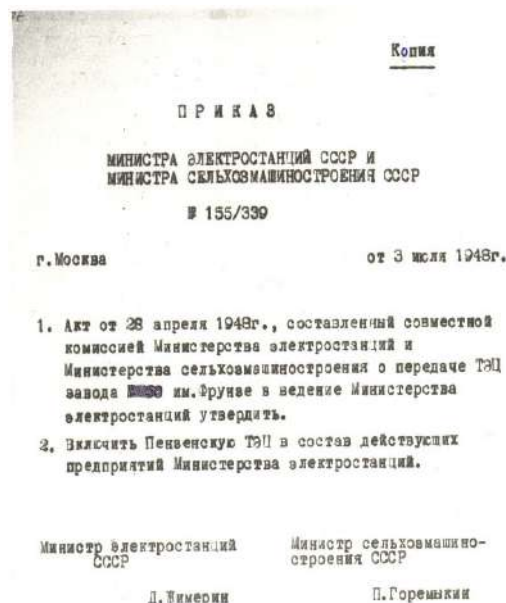 Копия
ПРИКАЗ
МИНИСТРА ЭЛЕКТРОСТАНЦИЙ СССР И
МИНИСТРА СЕЛЬХОЗМАШИНОСТРОЕНИЯ СССР
№ 155/339
г.Москва от 3 июля 1948г.
1. Акт от 28 апреля 1948г., составленный совместной
комиссией Министерства электростанций и
Министерства сельхозмашиностроения о передаче ТЭЦ
завода им.Фрунзе в ведение Министерства
электростанций утвердить.
2. Включить Пензенскую ТЭЦ в состав действующих
предприятий Министерства электростанций.
Министр электростанций Министр сельхозмашино-
СССР строения СССР
Д.Жимерин П.Горемыкин